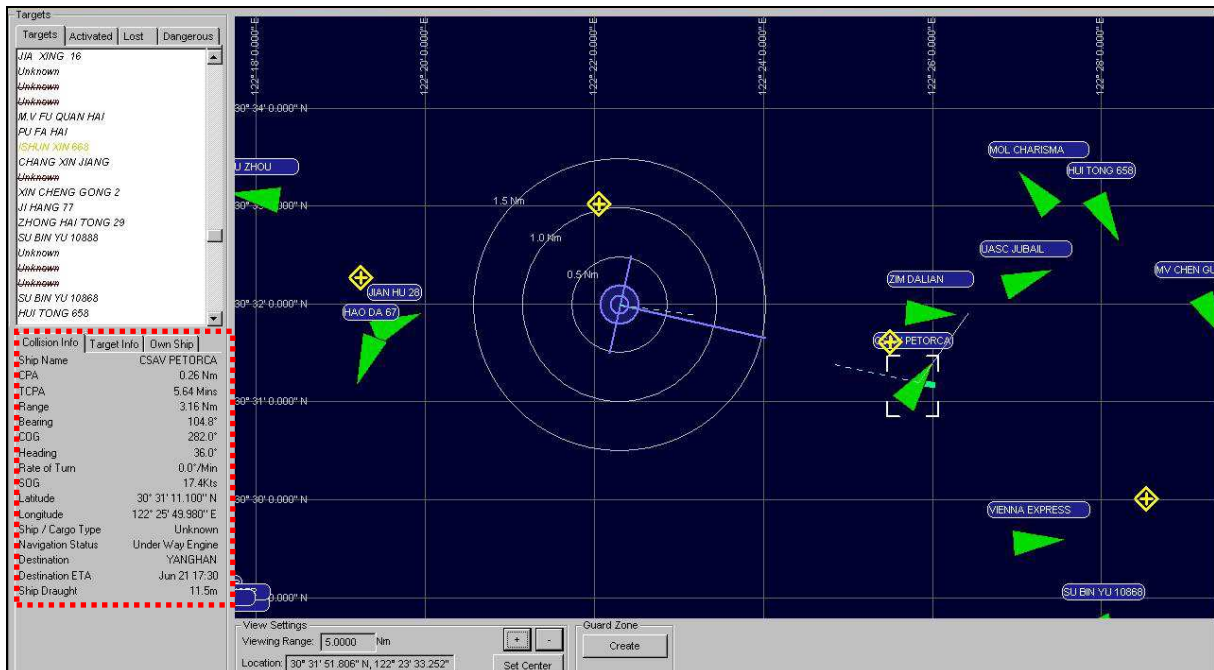 Targets
Targets Activated Lost Dangerous
JIA XING 16
Unknown
Unknown
Unknown
M.V FU QUAN HAI
PU FA HAI
ISHUN XIN 668
CHANG XIN JIANG
Unknown
XIN CHENG GONG 2
JI HANG 77
ZHONG HAI TONG 29
SU BIN YU 10888
Unknown
Unknown
Unknown
SU BIN YU 10868
HUI TONG 658
Collision Info Target Info Own Ship
Ship Name CSAV PETORCA
CPA 0.26 Nm
TCPA 5.64 Mins
Range 3.16 Nm
Bearing 104.8°
COG 282.0°
Heading 36.0°
Rate of Turn 0.0°/Min
SOG 17.4Kts
Latitude 30° 31' 11.100" N
Longitude 122° 25' 49.980" E
Ship / Cargo Type Unknown
Navigation Status Under Way Engine
Destination YANGHAN
Destination ETA Jun 21 17:30
Ship Draught 11.5m
122° 18' 0.000" E
122° 20' 0.000" E
122° 22' 0.000" E
122° 24' 0.000" E
122° 26' 0.000" E
122° 28' 0.000" E
30° 34' 0.000" N
MOL CHARISMA
U ZHOU
HUI TONG 658
1.5 Nm
30° 33' 0.000" N
1.0 Nm
UASC JUBAIL
0.5 Nm
MV CHEN GU
ZIM DALIAN
JIAN HU 28
30° 32' 0.000" N
HAO DA 67
CSAV PETORCA
30° 31' 0.000" N
30° 30' 0.000" N
VIENNA EXPRESS
SU BIN YU 10868
0.000" N
View Settings
Viewing Range: 5.0000 Nm + -
Location: 30° 31' 51.806" N, 122° 23' 33.252" Set Center
Guard Zone
Create